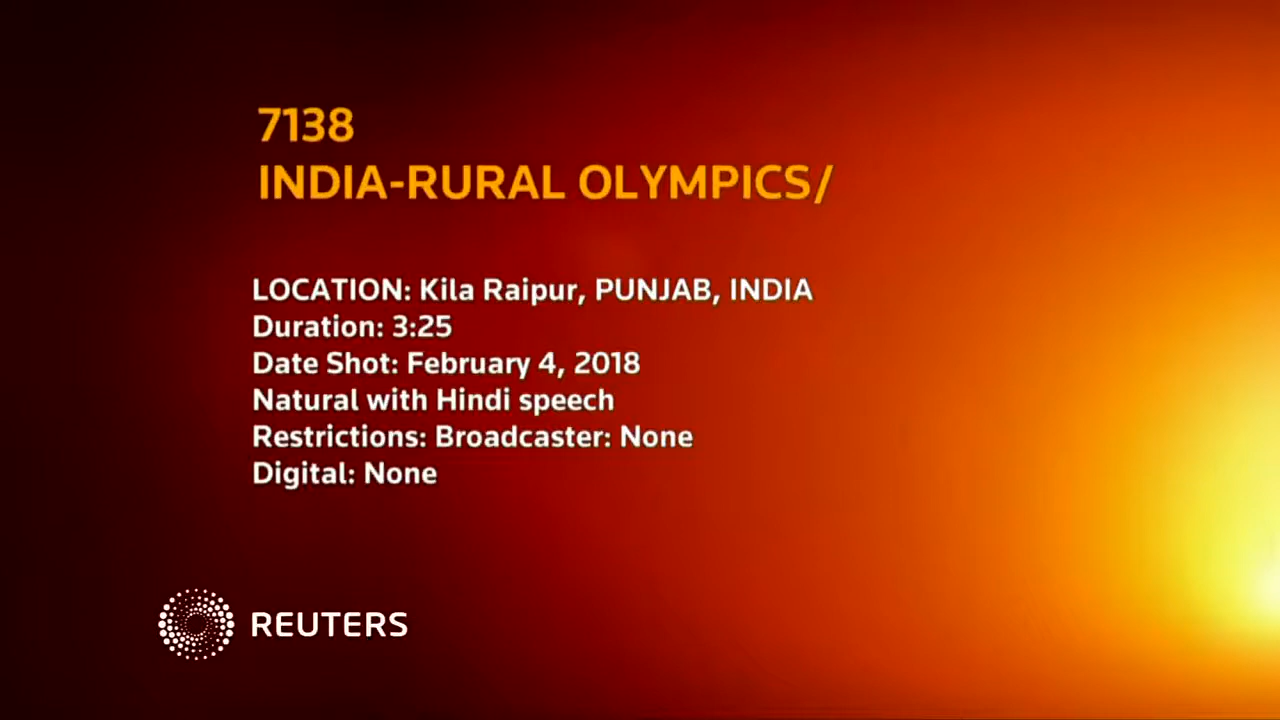 7138
INDIA-RURAL OLYMPICS/
LOCATION: Kila Raipur, PUNJAB, INDIA
Duration: 3:25
Date Shot: February 4, 2018
Natural with Hindi speech
Restrictions: Broadcaster: None
Digital: None
REUTERS